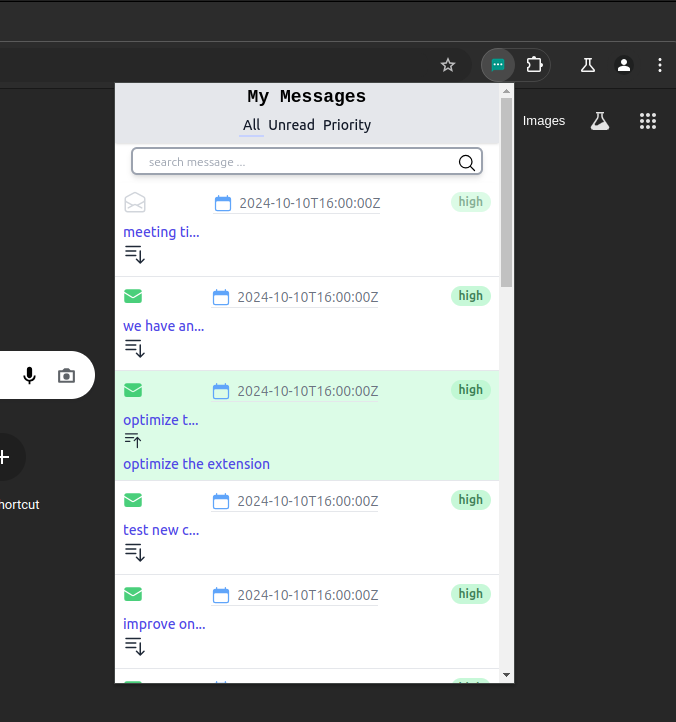 My Messages
All Unread Priority
Images
search message ...
2024-10-10T16:00:00Z high
meeting ti...
2024-10-10T16:00:00Z high
we have an...
2024-10-10T16:00:00Z high
optimize t...
optimize the extension
2024-10-10T16:00:00Z high
hortcut
test new c...
2024-10-10T16:00:00Z high
improve on...